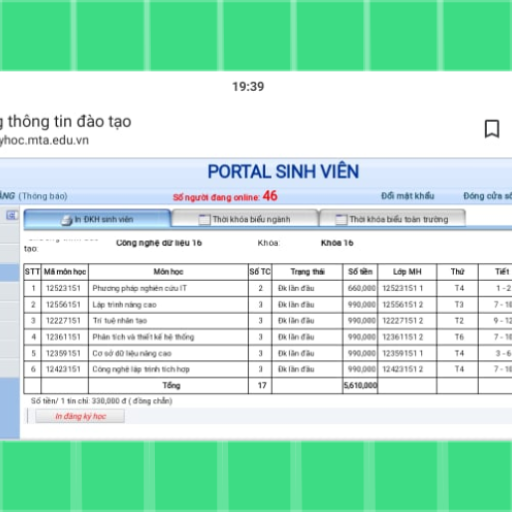 19:39
g thông tin đào tạo
yhoc.mta.edu.vn
PORTAL SINH VIÊN
(Thông báo) Số người đang online: 46 Đổi mật khẩu Đóng cửa sổ
In ĐKH sinh viên Thời khóa biểu ngành Thời khóa biểu toàn trường
tạo: Công nghệ dữ liệu 16 Khóa Khóa 16
STT Mã môn học Môn học Số TC Trạng thái Số tiền Lớp MH Thứ Tiết
1 12523151 Phương pháp nghiên cứu IT 2 Đk lần đầu 660,000 12523151 1 T4 1 - 2
2 12556151 Lập trình nâng cao 3 Đk lần đầu 990,000 12556151 2 T3 7 - 
3 12227151 Trí tuệ nhân tạo 3 Đk lần đầu 990,000 12227151 2 T2 9 - 
4 12361151 Phân tích và thiết kế hệ thống 3 Đk lần đầu 990,000 12361151 2 T6 7 - 
5 12359151 Cơ sở dữ liệu nâng cao 3 Đk lần đầu 990,000 12359151 1 T4 3 - 6
6 12423151 Công nghệ lập trình tích hợp 3 Đk lần đầu 990,000 12423151 2 T4 7 - 
Tổng 17 5,610,000
Số tiền/ 1 tín chỉ: 330,000 đ ( đồng chẵn)
In đăng ký học